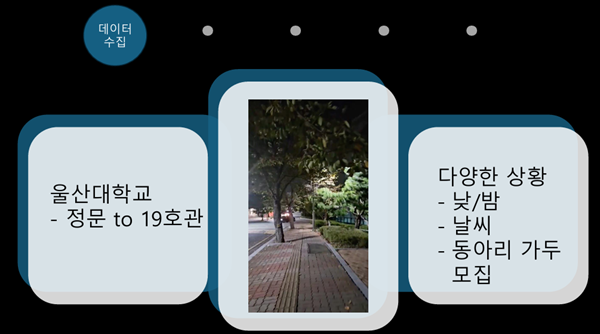 데이터
수집
울산대학교
- 정문 to 19호관
다양한 상황
- 낮/밤
- 날씨
- 동아리 가두
모집